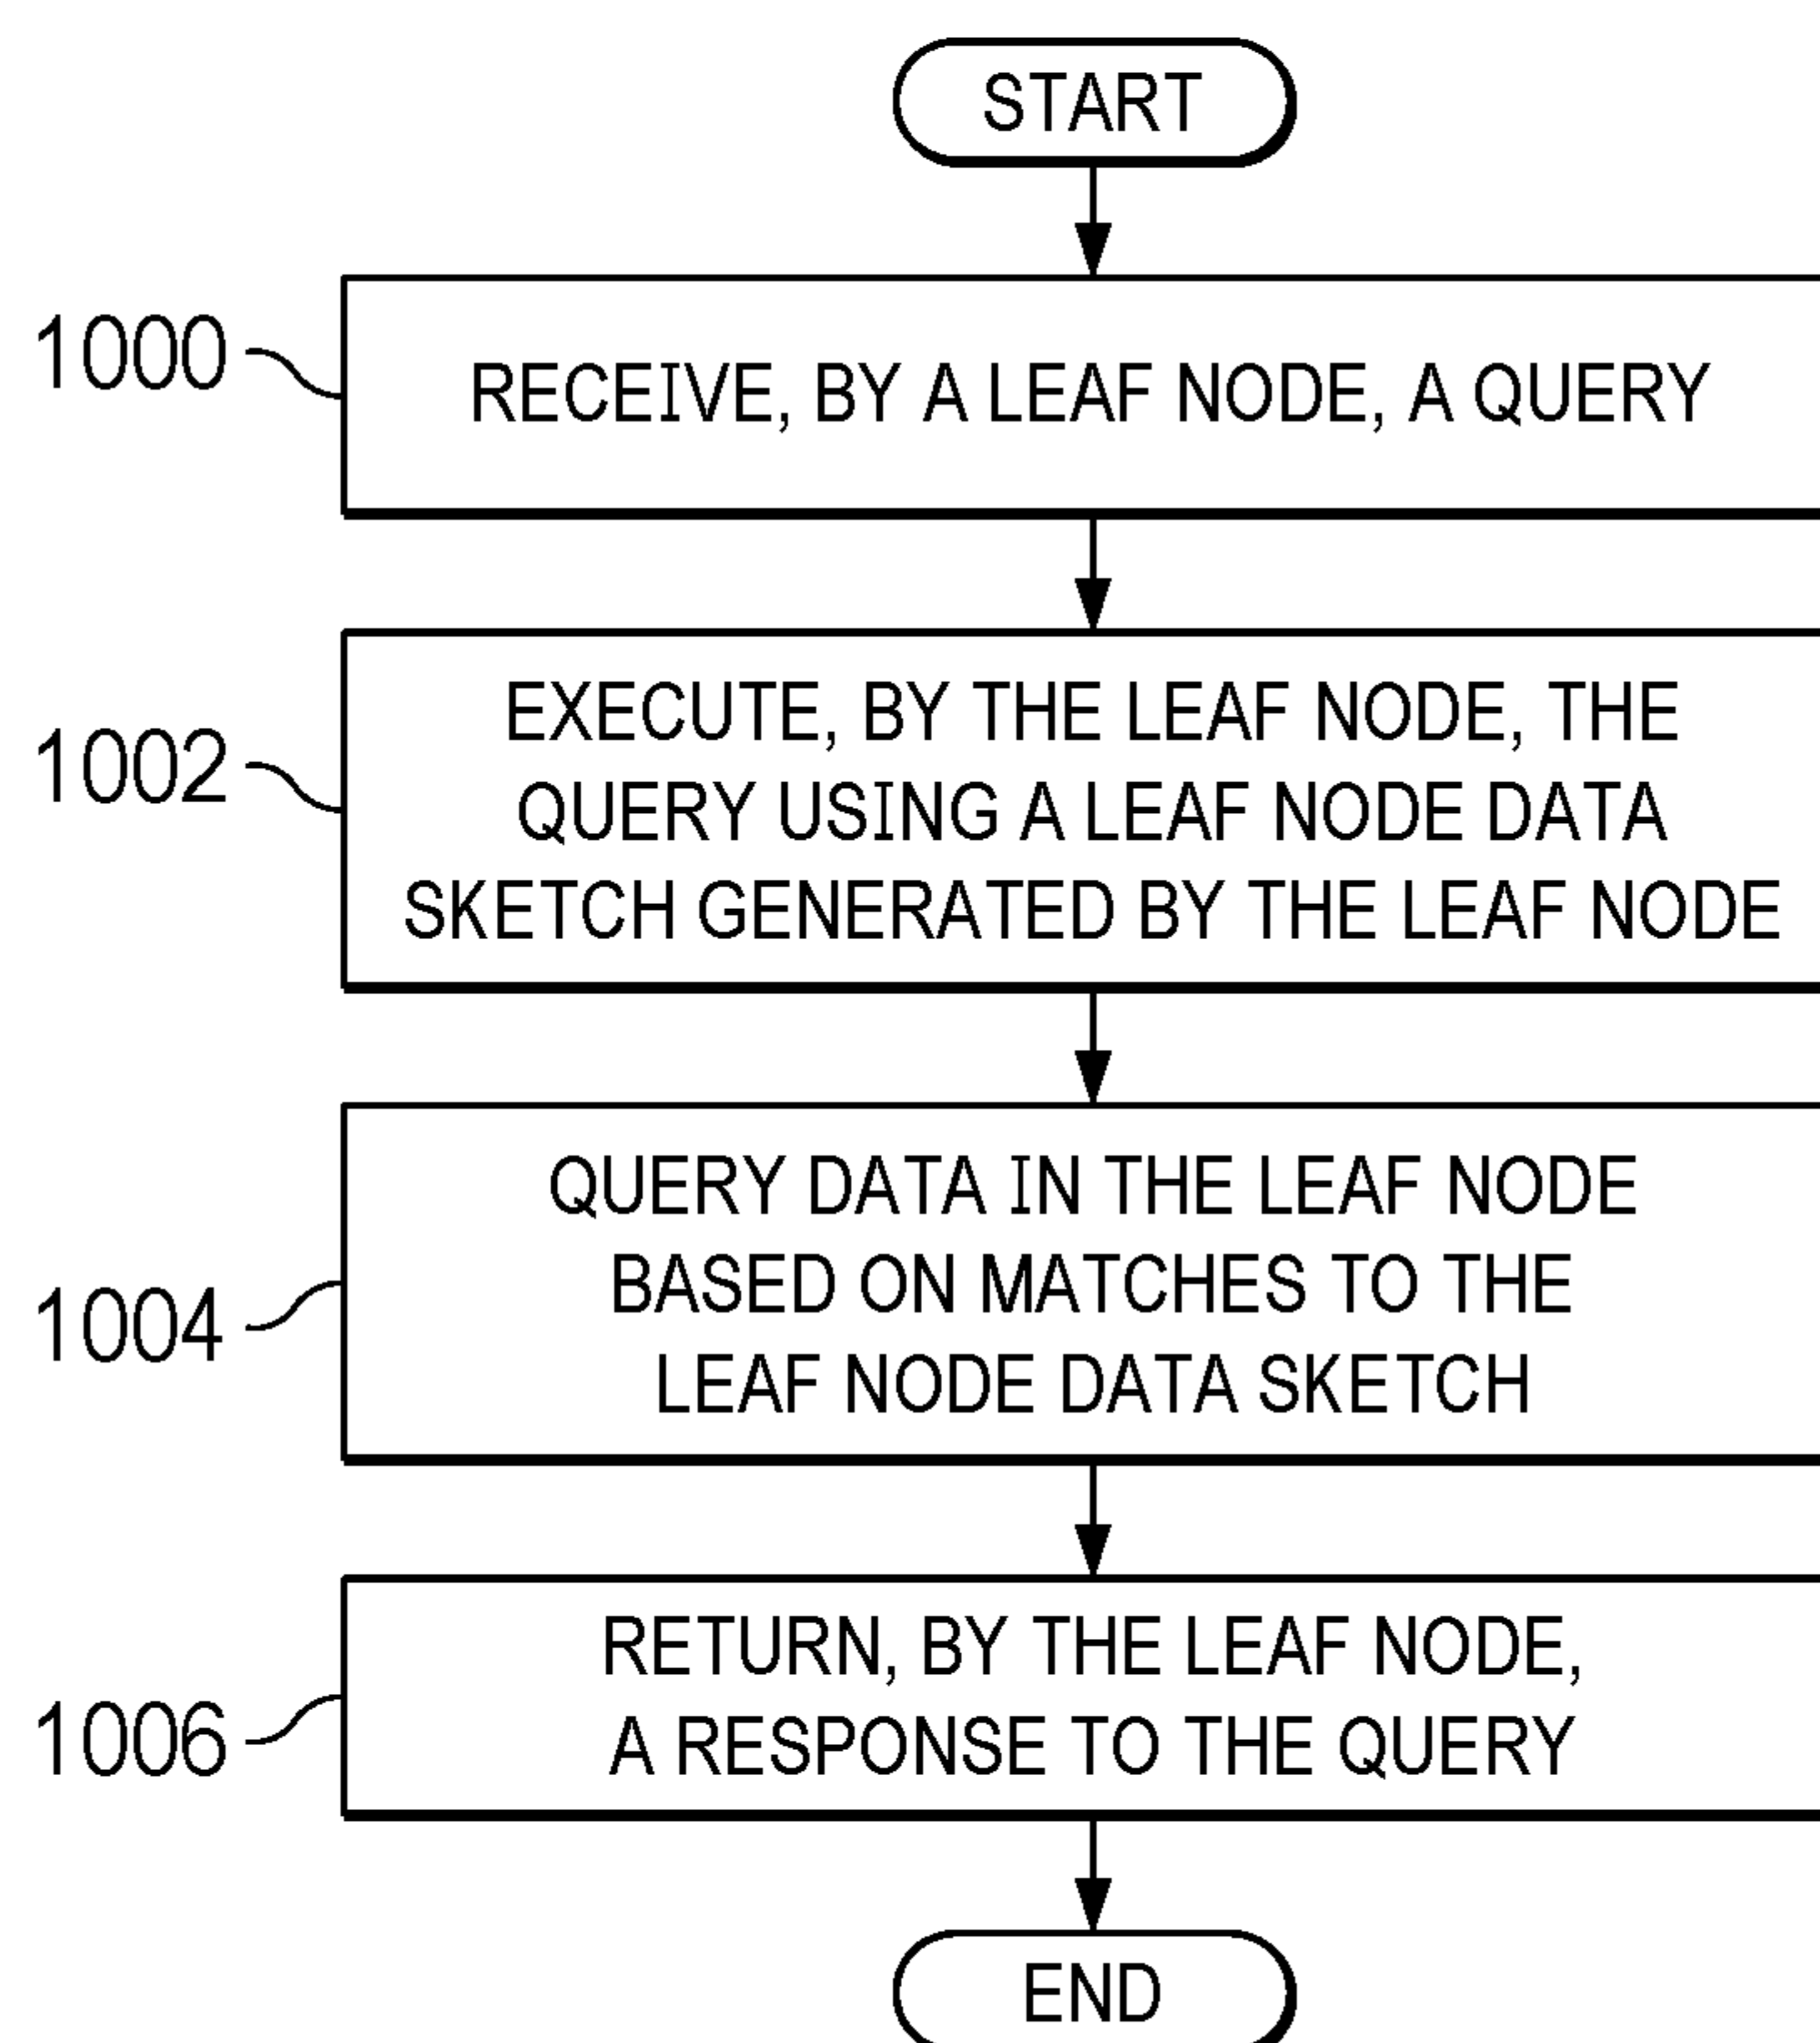 START
1000
RECEIVE, BY A LEAF NODE, A QUERY
1002
EXECUTE, BY THE LEAF NODE, THE
QUERY USING A LEAF NODE DATA
SKETCH GENERATED BY THE LEAF NODE
1004
QUERY DATA IN THE LEAF NODE
BASED ON MATCHES TO THE
LEAF NODE DATA SKETCH
1006
RETURN, BY THE LEAF NODE,
A RESPONSE TO THE QUERY
END